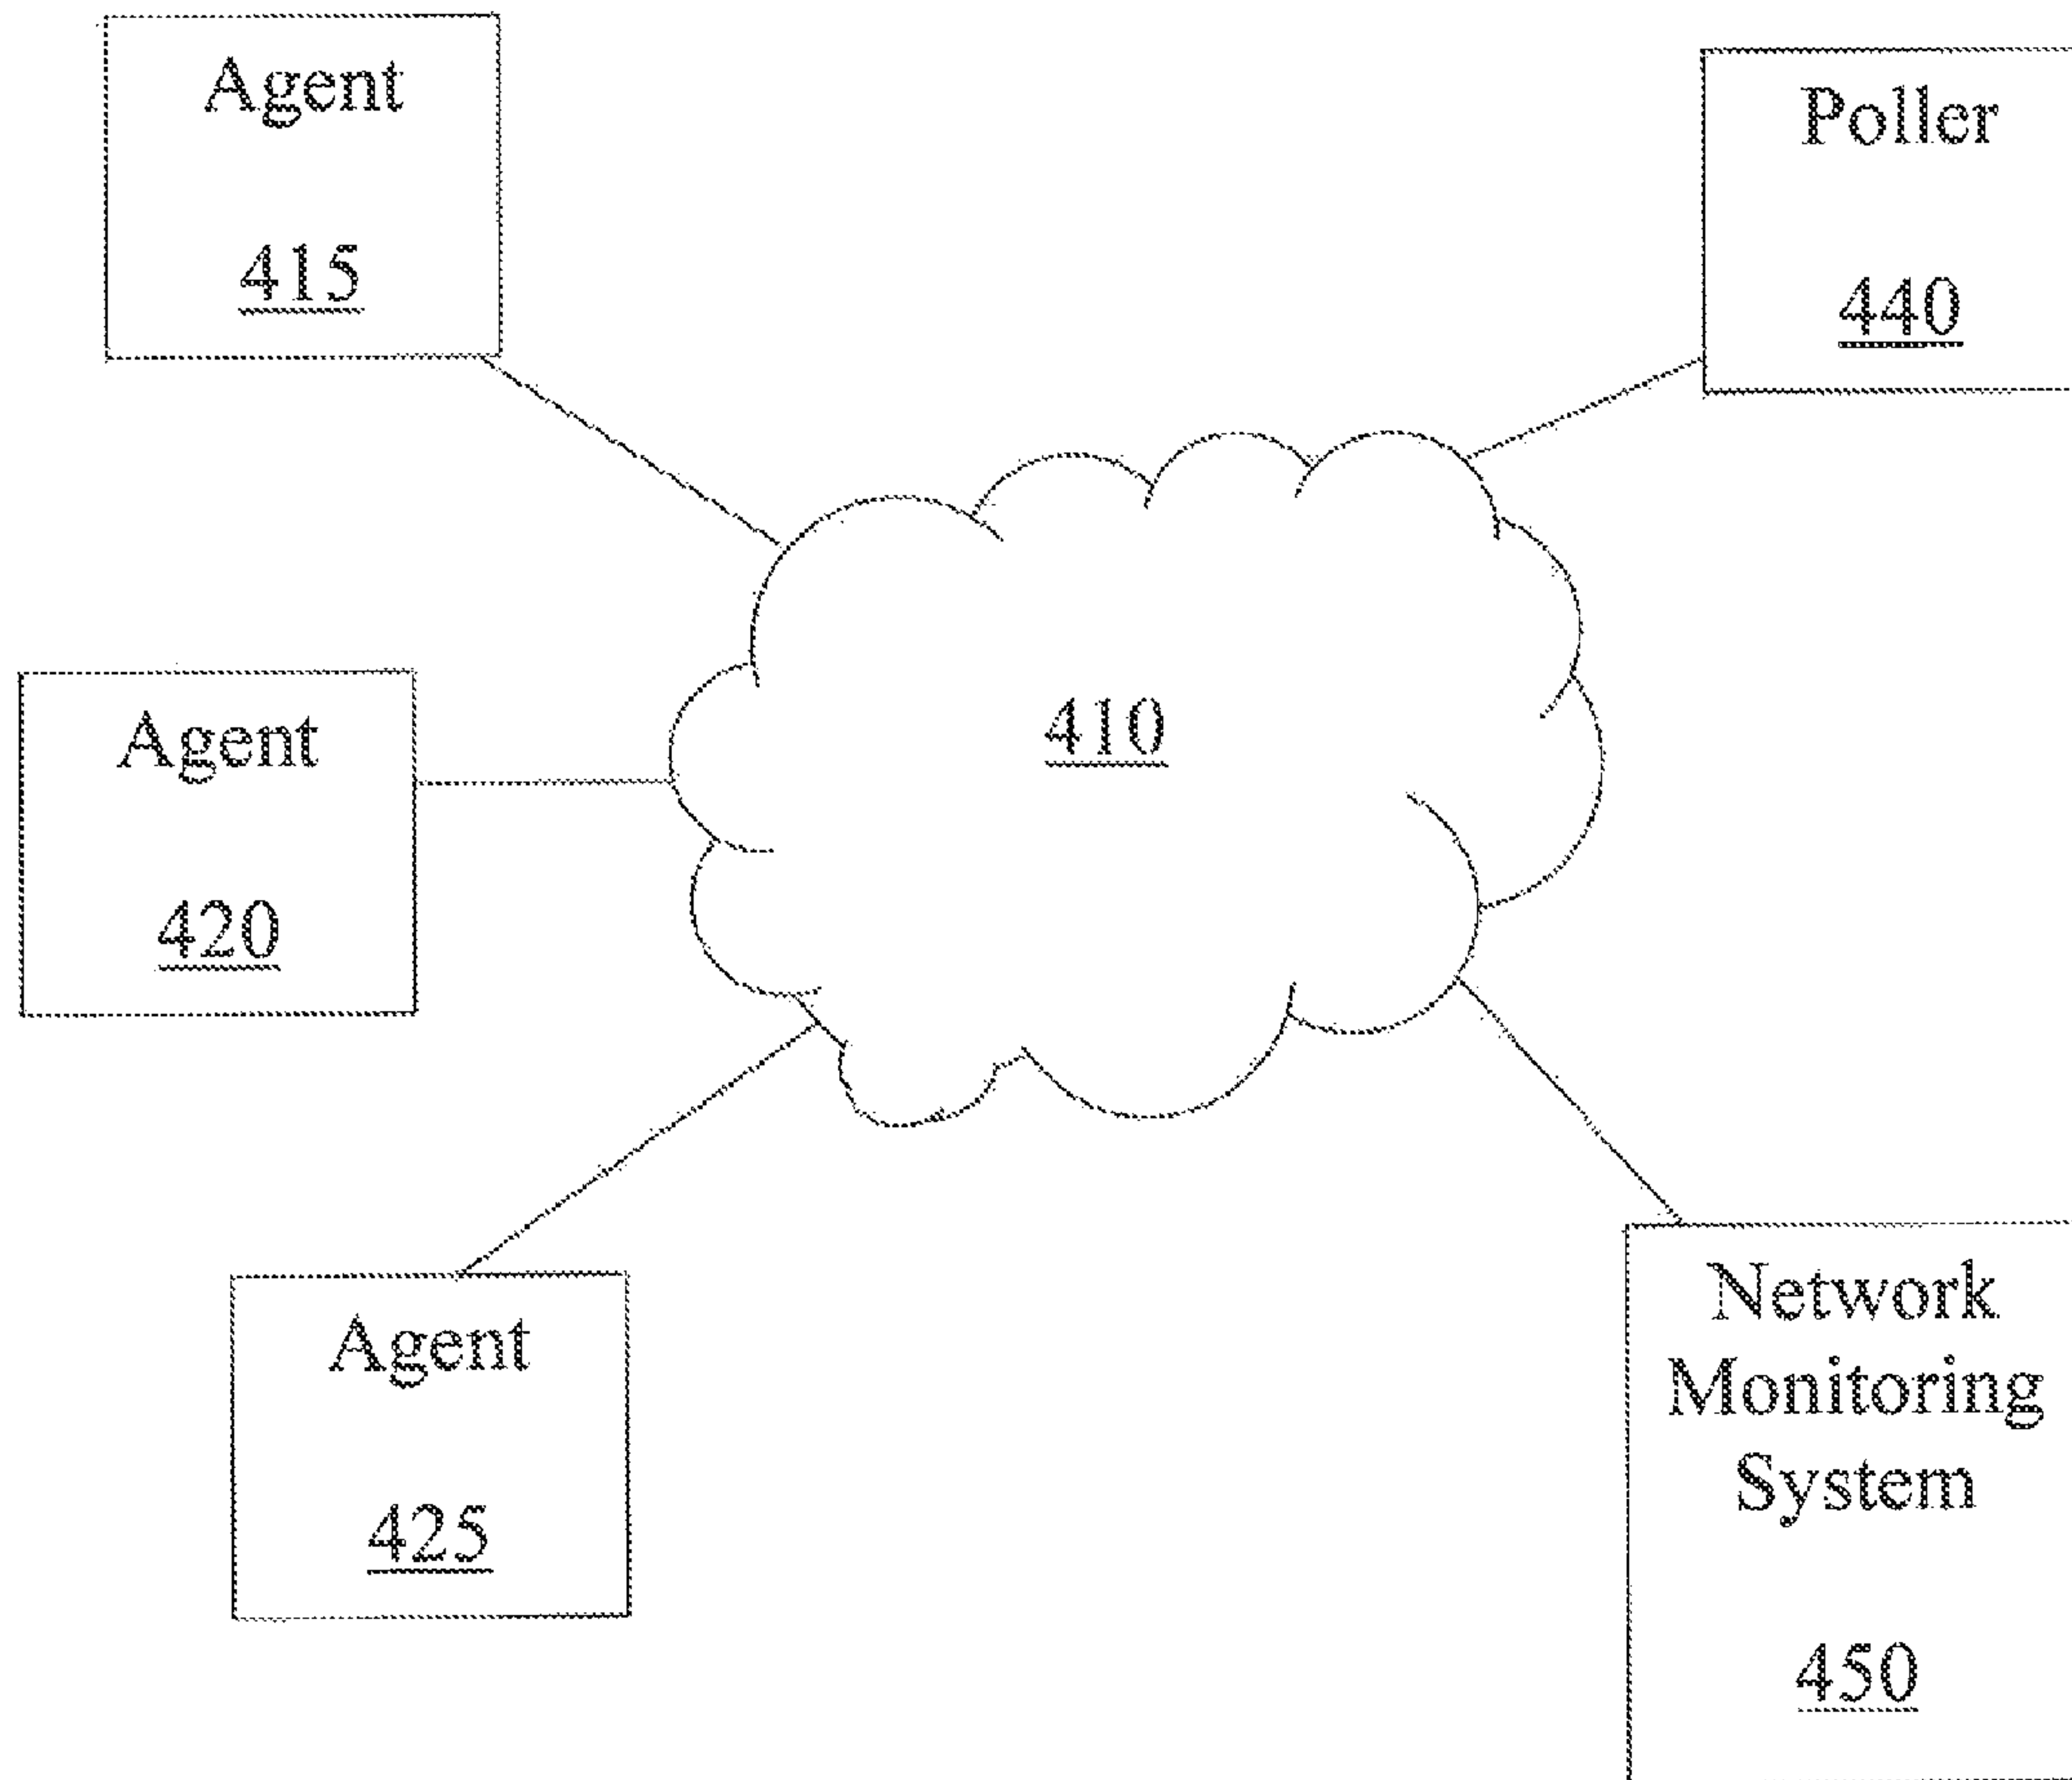 Agent
415
Poller
440
Agent
420
410
Agent
425
Network
Monitoring
System
450